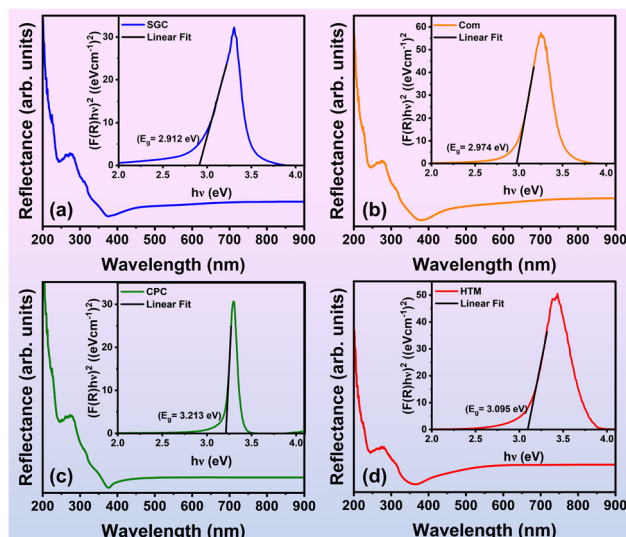 Reflectance (arb. units)
(F(R)hν)² ((eVcm⁻¹)²)
30
20
10
0
SGC
Linear Fit
(Eg= 2.912 eV)
2.0 2.5 3.0 3.5 4.0
hν (eV)
(a)
200 300 400 500 600 700 800 900
Wavelength (nm)
Reflectance (arb. units)
(F(R)hν)² ((eVcm⁻¹)²)
60
50
40
30
20
10
0
Com
Linear Fit
(Eg= 2.974 eV)
2.0 2.5 3.0 3.5 4.0
hν (eV)
(b)
200 300 400 500 600 700 800 900
Wavelength (nm)
Reflectance (arb. units)
(F(R)hν)² ((eVcm⁻¹)²)
30
20
10
0
CPC
Linear Fit
(Eg= 3.213 eV)
2.0 2.5 3.0 3.5 4.0
hν (eV)
(c)
200 300 400 500 600 700 800 900
Wavelength (nm)
Reflectance (arb. units)
(F(R)hν)² ((eVcm⁻¹)²)
50
40
30
20
10
0
HTM
Linear Fit
(Eg= 3.095 eV)
2.0 2.5 3.0 3.5 4.0
hν (eV)
(d)
200 300 400 500 600 700 800 900
Wavelength (nm)